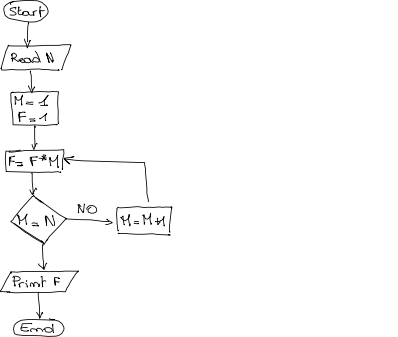 Start
Read N
M = 1
F = 1
F = F * M
M = N
NO
M = M + 1
Print F
End